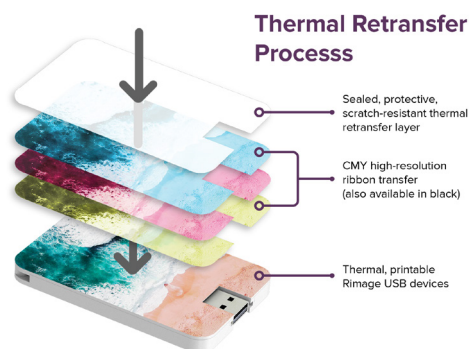 Thermal Retransfer
Processs
Sealed, protective,
scratch-resistant thermal
retransfer layer
CMY high-resolution
ribbon transfer
(also available in black)
Thermal, printable
Rimage USB devices